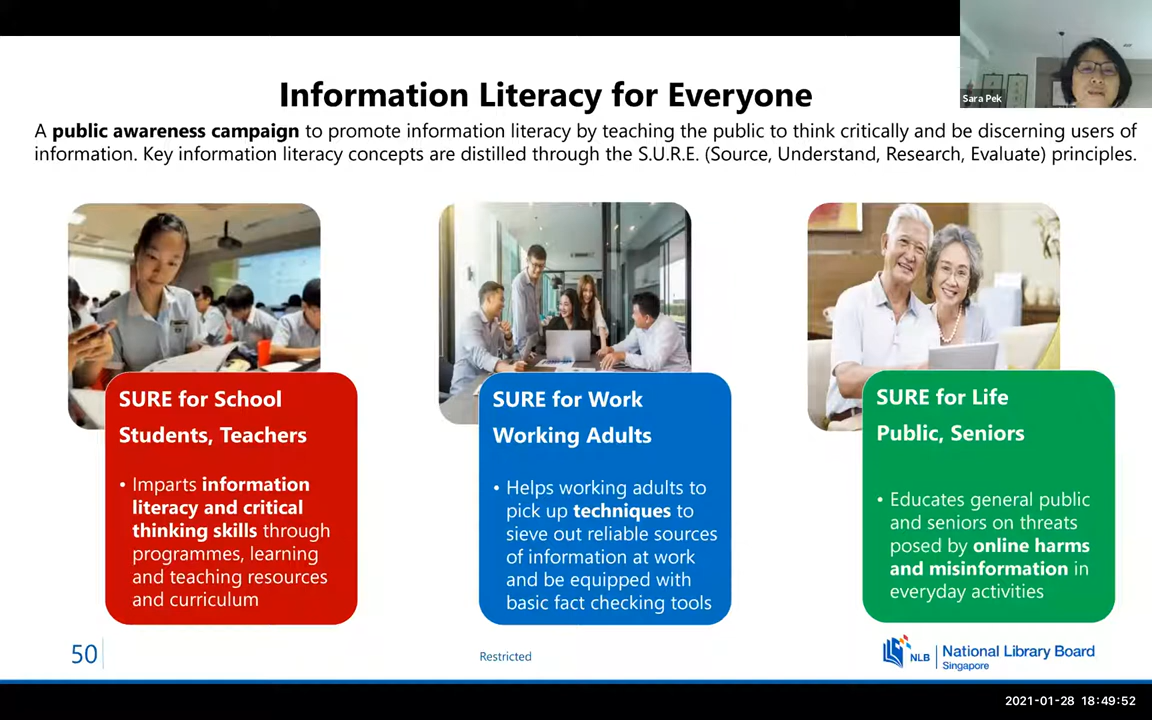 Sara Pek
Information Literacy for Everyone
A public awareness campaign to promote information literacy by teaching the public to think critically and be discerning users of
information. Key information literacy concepts are distilled through the S.U.R.E. (Source, Understand, Research, Evaluate) principles.
SURE for School
Students, Teachers
• Imparts information
literacy and critical
thinking skills through
programmes, learning
and teaching resources
and curriculum
SURE for Work
Working Adults
• Helps working adults to
pick up techniques to
sieve out reliable sources
of information at work
and be equipped with
basic fact checking tools
SURE for Life
Public, Seniors
• Educates general public
and seniors on threats
posed by online harms
and misinformation in
everyday activities
50
Restricted
NLB
National Library Board
Singapore
2021-01-28 18:49:52